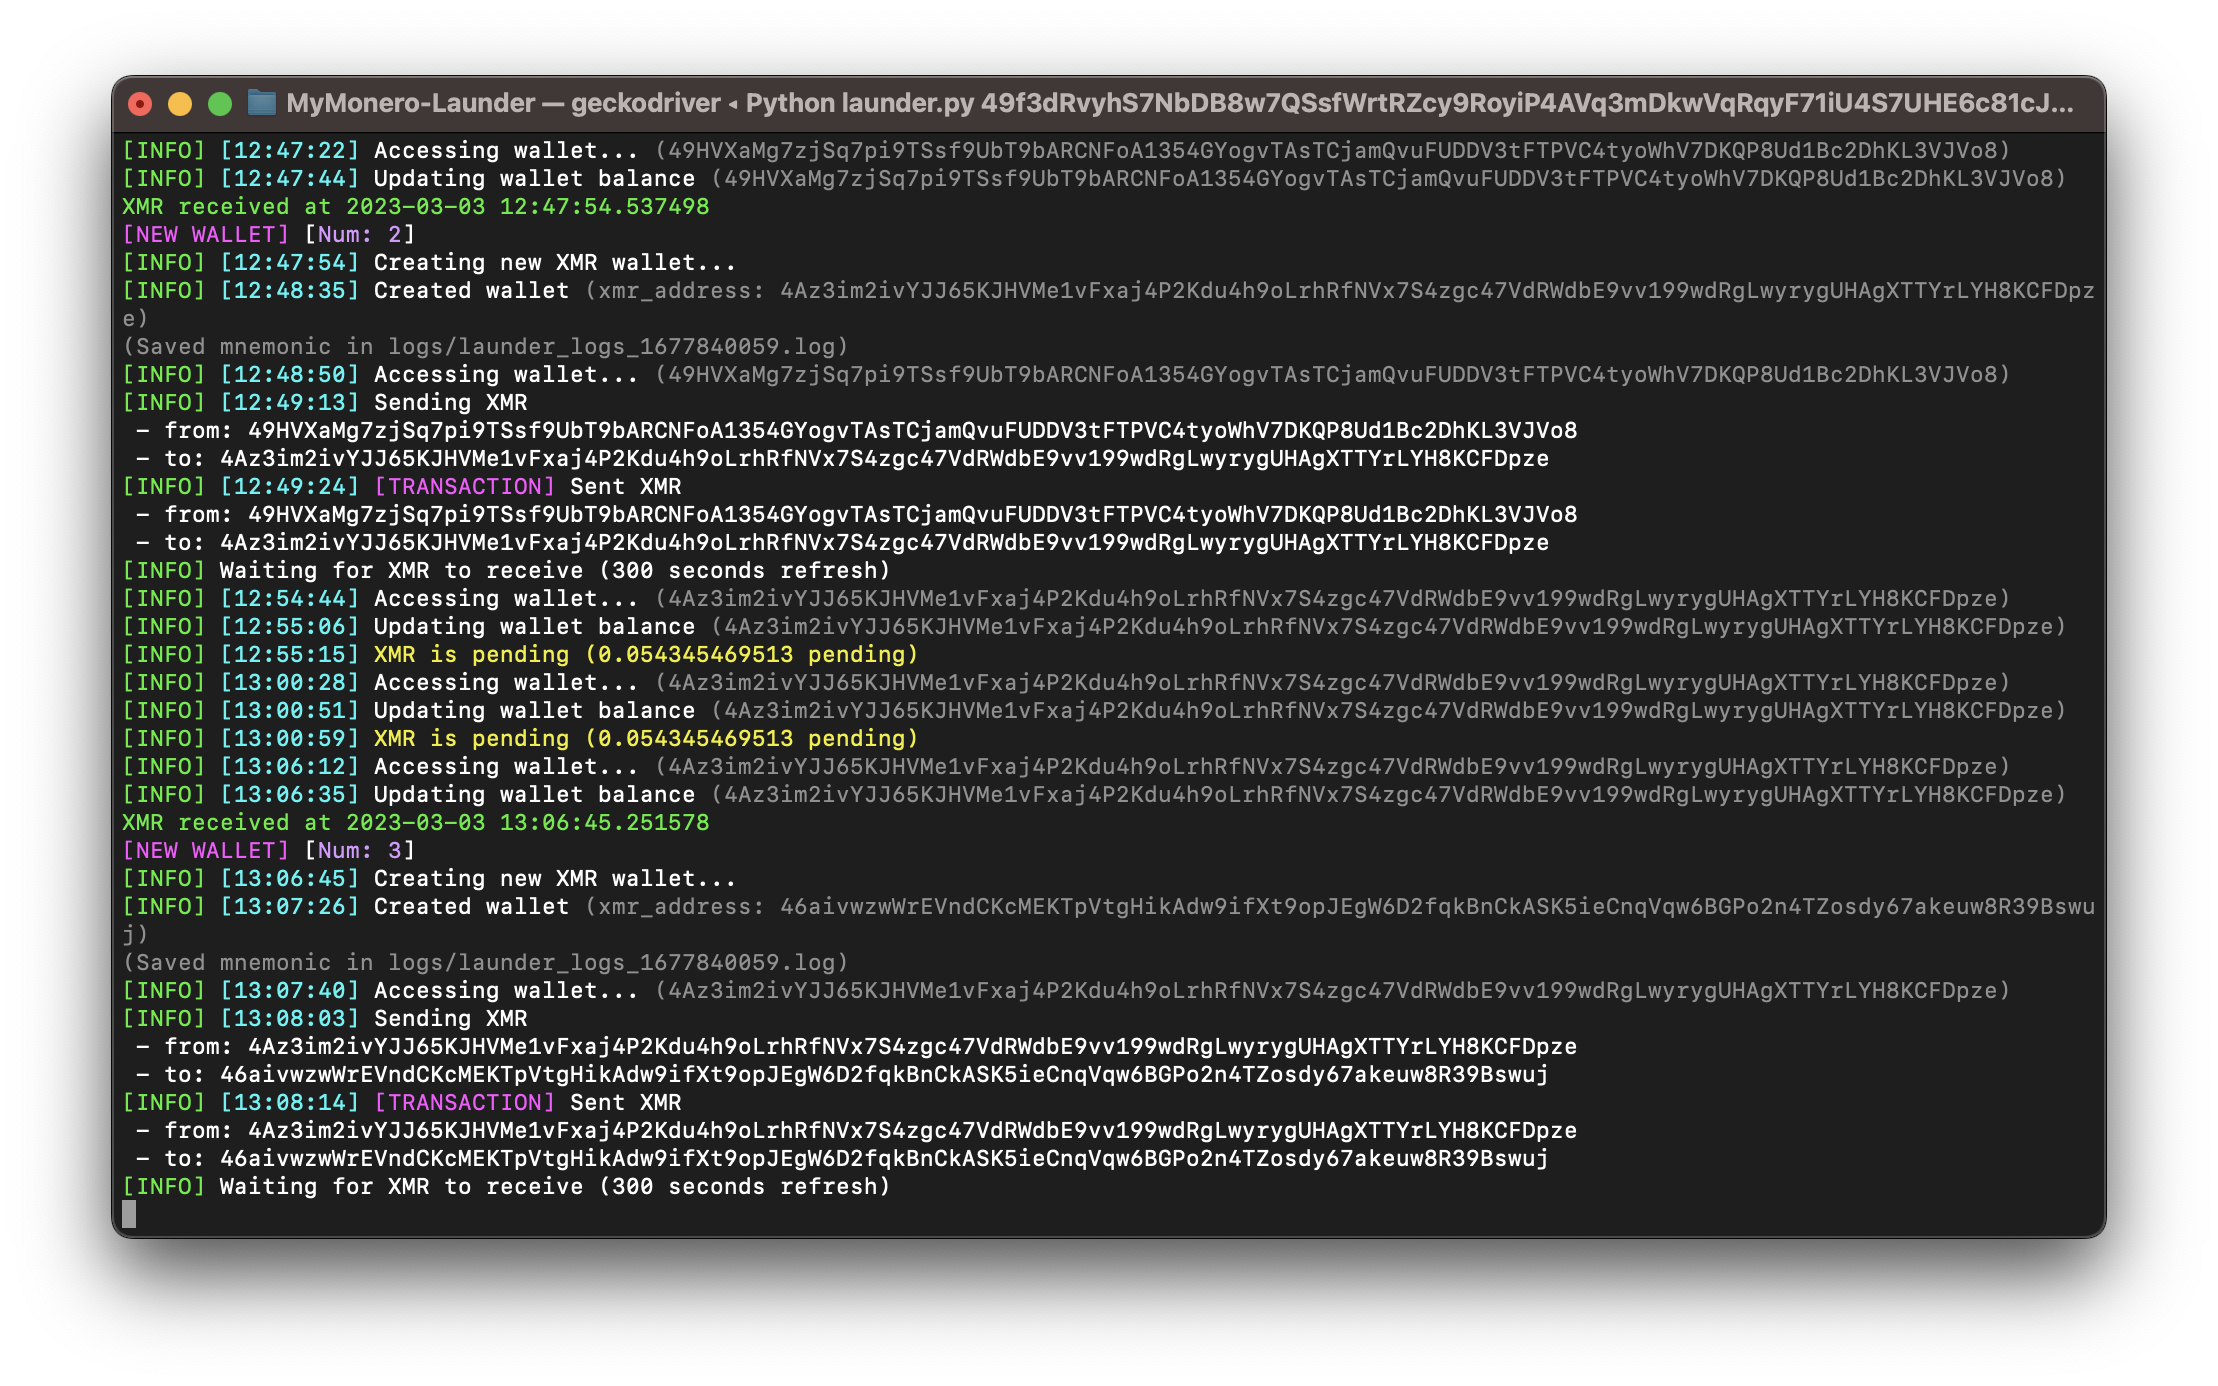 MyMonero-Launder — geckodriver ◂ Python launder.py 49f3dRvyhS7NbDB8w7QSsfWrtRZcy9RoyiP4AVq3mDkwVqRqyF71iU4S7UHE6c81cJ...
[INFO] [12:47:22] Accessing wallet... (49HVXaMg7zjSq7pi9TSsf9UbT9bARCNFoA1354GYogvTAsTCjamQvuFUDDV3tFTPVC4tyoWhV7DKQP8Ud1Bc2DhKL3VJVo8)
[INFO] [12:47:44] Updating wallet balance (49HVXaMg7zjSq7pi9TSsf9UbT9bARCNFoA1354GYogvTAsTCjamQvuFUDDV3tFTPVC4tyoWhV7DKQP8Ud1Bc2DhKL3VJVo8)
XMR received at 2023-03-03 12:47:54.537498
[NEW WALLET] [Num: 2]
[INFO] [12:47:54] Creating new XMR wallet...
[INFO] [12:48:35] Created wallet (xmr_address: 4Az3im2ivYJJ65KJHVMe1vFxaj4P2Kdu4h9oLrhRfNVx7S4zgc47VdRWdbE9vv199wdRgLwyrygUHAgXTTYrLYH8KCFDpz
e)
(Saved mnemonic in logs/launder_logs_1677840059.log)
[INFO] [12:48:50] Accessing wallet... (49HVXaMg7zjSq7pi9TSsf9UbT9bARCNFoA1354GYogvTAsTCjamQvuFUDDV3tFTPVC4tyoWhV7DKQP8Ud1Bc2DhKL3VJVo8)
[INFO] [12:49:13] Sending XMR
 - from: 49HVXaMg7zjSq7pi9TSsf9UbT9bARCNFoA1354GYogvTAsTCjamQvuFUDDV3tFTPVC4tyoWhV7DKQP8Ud1Bc2DhKL3VJVo8
 - to: 4Az3im2ivYJJ65KJHVMe1vFxaj4P2Kdu4h9oLrhRfNVx7S4zgc47VdRWdbE9vv199wdRgLwyrygUHAgXTTYrLYH8KCFDpze
[INFO] [12:49:24] [TRANSACTION] Sent XMR
 - from: 49HVXaMg7zjSq7pi9TSsf9UbT9bARCNFoA1354GYogvTAsTCjamQvuFUDDV3tFTPVC4tyoWhV7DKQP8Ud1Bc2DhKL3VJVo8
 - to: 4Az3im2ivYJJ65KJHVMe1vFxaj4P2Kdu4h9oLrhRfNVx7S4zgc47VdRWdbE9vv199wdRgLwyrygUHAgXTTYrLYH8KCFDpze
[INFO] Waiting for XMR to receive (300 seconds refresh)
[INFO] [12:54:44] Accessing wallet... (4Az3im2ivYJJ65KJHVMe1vFxaj4P2Kdu4h9oLrhRfNVx7S4zgc47VdRWdbE9vv199wdRgLwyrygUHAgXTTYrLYH8KCFDpze)
[INFO] [12:55:06] Updating wallet balance (4Az3im2ivYJJ65KJHVMe1vFxaj4P2Kdu4h9oLrhRfNVx7S4zgc47VdRWdbE9vv199wdRgLwyrygUHAgXTTYrLYH8KCFDpze)
[INFO] [12:55:15] XMR is pending (0.054345469513 pending)
[INFO] [13:00:28] Accessing wallet... (4Az3im2ivYJJ65KJHVMe1vFxaj4P2Kdu4h9oLrhRfNVx7S4zgc47VdRWdbE9vv199wdRgLwyrygUHAgXTTYrLYH8KCFDpze)
[INFO] [13:00:51] Updating wallet balance (4Az3im2ivYJJ65KJHVMe1vFxaj4P2Kdu4h9oLrhRfNVx7S4zgc47VdRWdbE9vv199wdRgLwyrygUHAgXTTYrLYH8KCFDpze)
[INFO] [13:00:59] XMR is pending (0.054345469513 pending)
[INFO] [13:06:12] Accessing wallet... (4Az3im2ivYJJ65KJHVMe1vFxaj4P2Kdu4h9oLrhRfNVx7S4zgc47VdRWdbE9vv199wdRgLwyrygUHAgXTTYrLYH8KCFDpze)
[INFO] [13:06:35] Updating wallet balance (4Az3im2ivYJJ65KJHVMe1vFxaj4P2Kdu4h9oLrhRfNVx7S4zgc47VdRWdbE9vv199wdRgLwyrygUHAgXTTYrLYH8KCFDpze)
XMR received at 2023-03-03 13:06:45.251578
[NEW WALLET] [Num: 3]
[INFO] [13:06:45] Creating new XMR wallet...
[INFO] [13:07:26] Created wallet (xmr_address: 46aivwzwWrEVndCKcMEKTpVtgHikAdw9ifXt9opJEgW6D2fqkBnCkASK5ieCnqVqw6BGPo2n4TZosdy67akeuw8R39Bswu
j)
(Saved mnemonic in logs/launder_logs_1677840059.log)
[INFO] [13:07:40] Accessing wallet... (4Az3im2ivYJJ65KJHVMe1vFxaj4P2Kdu4h9oLrhRfNVx7S4zgc47VdRWdbE9vv199wdRgLwyrygUHAgXTTYrLYH8KCFDpze)
[INFO] [13:08:03] Sending XMR
 - from: 4Az3im2ivYJJ65KJHVMe1vFxaj4P2Kdu4h9oLrhRfNVx7S4zgc47VdRWdbE9vv199wdRgLwyrygUHAgXTTYrLYH8KCFDpze
 - to: 46aivwzwWrEVndCKcMEKTpVtgHikAdw9ifXt9opJEgW6D2fqkBnCkASK5ieCnqVqw6BGPo2n4TZosdy67akeuw8R39Bswuj
[INFO] [13:08:14] [TRANSACTION] Sent XMR
 - from: 4Az3im2ivYJJ65KJHVMe1vFxaj4P2Kdu4h9oLrhRfNVx7S4zgc47VdRWdbE9vv199wdRgLwyrygUHAgXTTYrLYH8KCFDpze
 - to: 46aivwzwWrEVndCKcMEKTpVtgHikAdw9ifXt9opJEgW6D2fqkBnCkASK5ieCnqVqw6BGPo2n4TZosdy67akeuw8R39Bswuj
[INFO] Waiting for XMR to receive (300 seconds refresh)